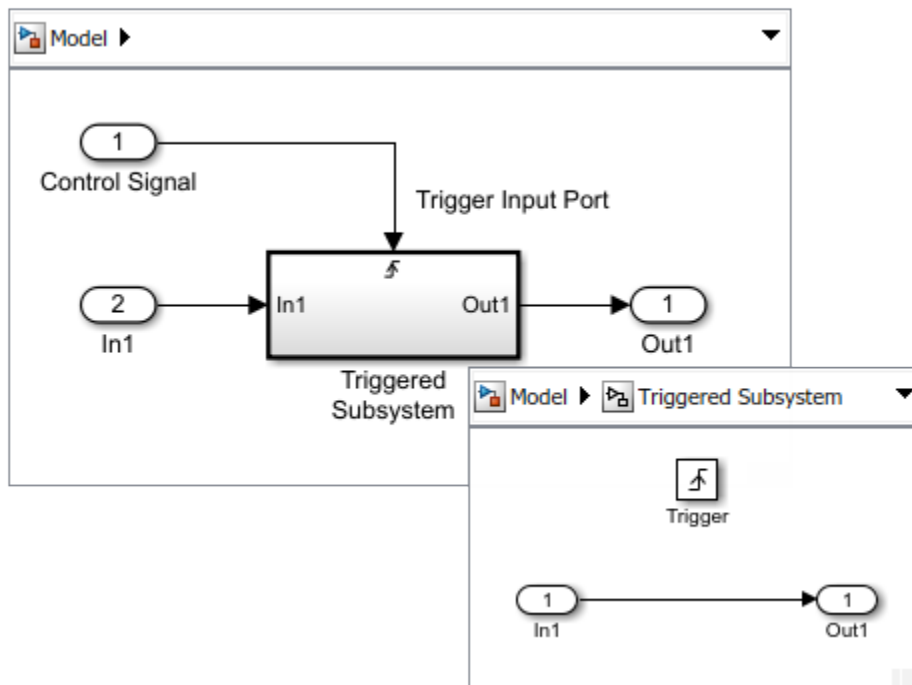 Model
1
Control Signal
Trigger Input Port
2
In1
In1
Out1
1
Out1
Triggered
Subsystem
Model Triggered Subsystem
Trigger
1
In1
1
Out1